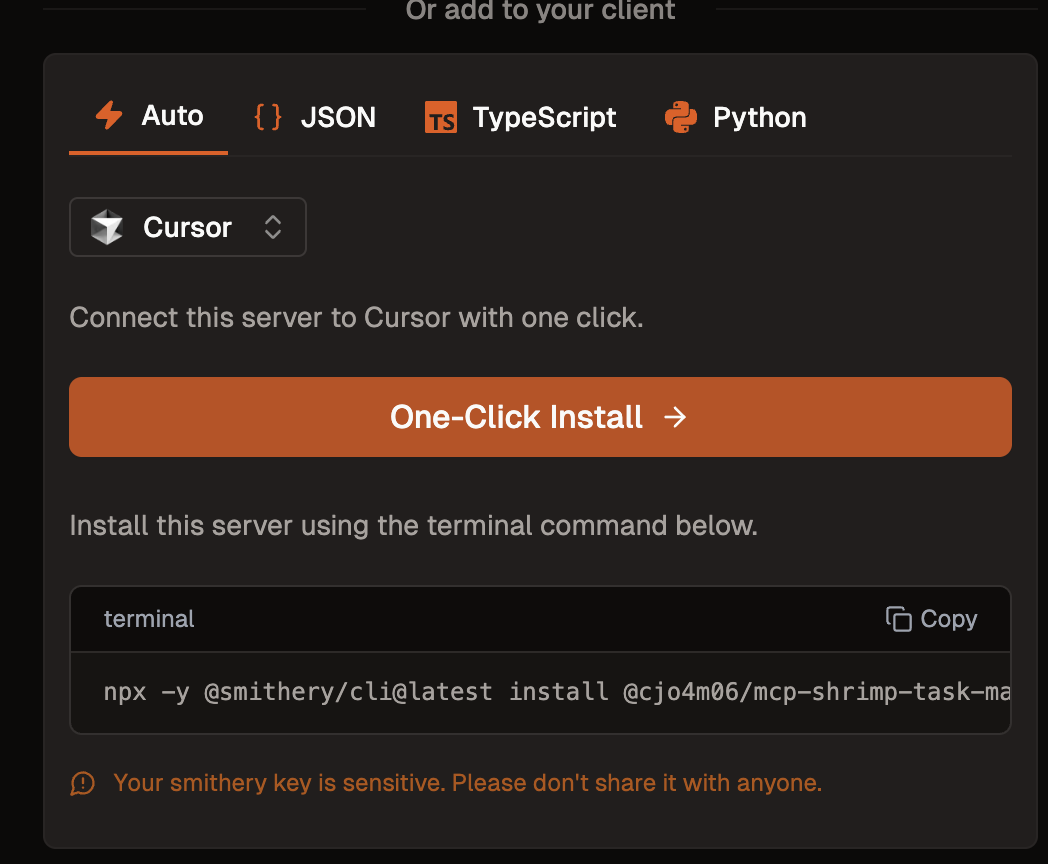 Or add to your client
Auto
{ } JSON
TS TypeScript
Python
Cursor
Connect this server to Cursor with one click.
One-Click Install →
Install this server using the terminal command below.
terminal
Copy
npx -y @smithery/cli@latest install @cjo4m06/mcp-shrimp-task-ma
Your smithery key is sensitive. Please don't share it with anyone.